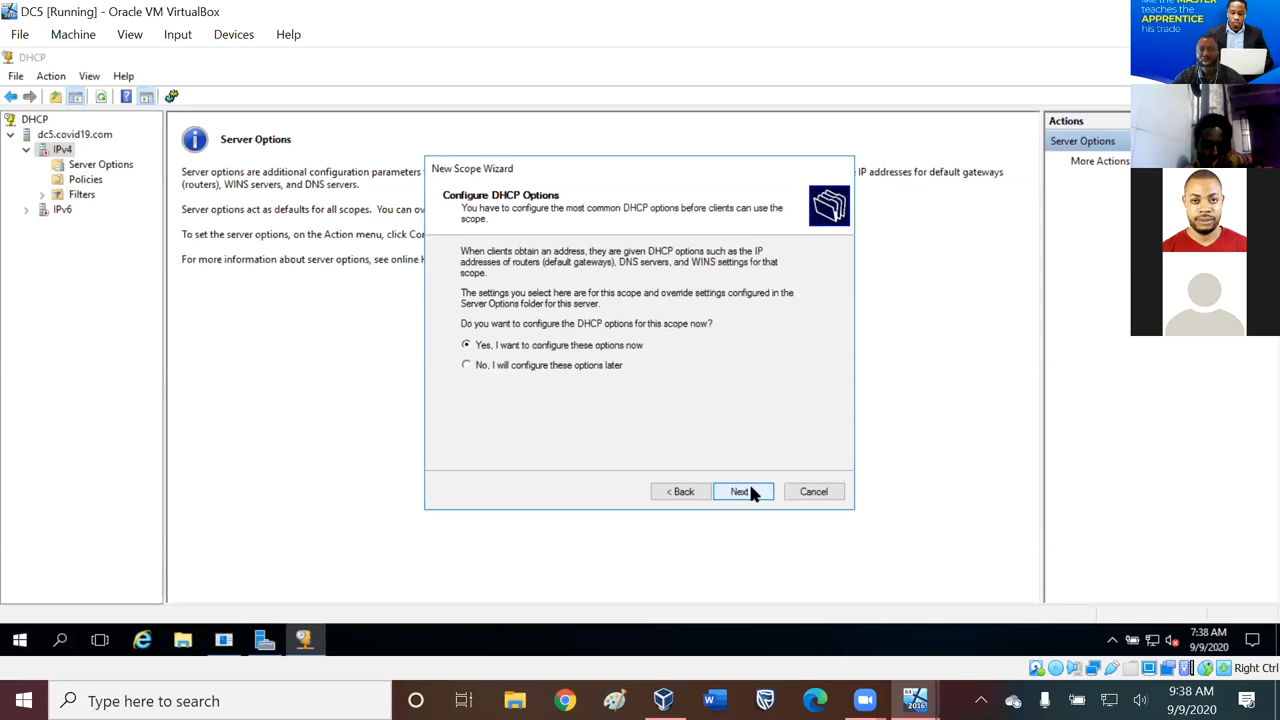 DC5 [Running] - Oracle VM VirtualBox
File Machine View Input Devices Help
DHCP
File Action View Help
DHCP
dc5.covid19.com
IPv4
Server Options
Policies
Filters
IPv6
Server Options
Server options are additional configuration parameters
(routers), WINS servers, and DNS servers.
IP addresses for default gateways
Server options act as defaults for all scopes. You can ov
To set the server options, on the Action menu, click Co
For more information about server options, see online
New Scope Wizard
Configure DHCP Options
You have to configure the most common DHCP options before clients can use the
scope.
When clients obtain an address, they are given DHCP options such as the IP
addresses of routers (default gateways), DNS servers, and WINS settings for that
scope.
The settings you select here are for this scope and override settings configured in the
Server Options folder for this server.
Do you want to configure the DHCP options for this scope now?
Yes, I want to configure these options now
No, I will configure these options later
< Back Next Cancel
Actions
Server Options
More Actions
like the MASTER
teaches the
APPRENTICE
his trade
7:38 AM
9/9/2020
Right Ctrl
Type here to search
2016
9:38 AM
9/9/2020